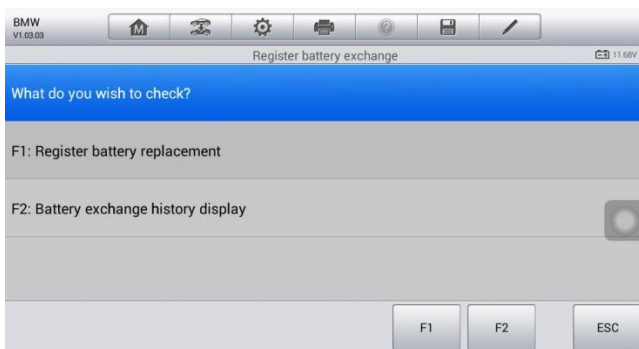 BMW
V1.03.03
M
Register battery exchange
11.68V
What do you wish to check?
F1: Register battery replacement
F2: Battery exchange history display
F1 F2 ESC